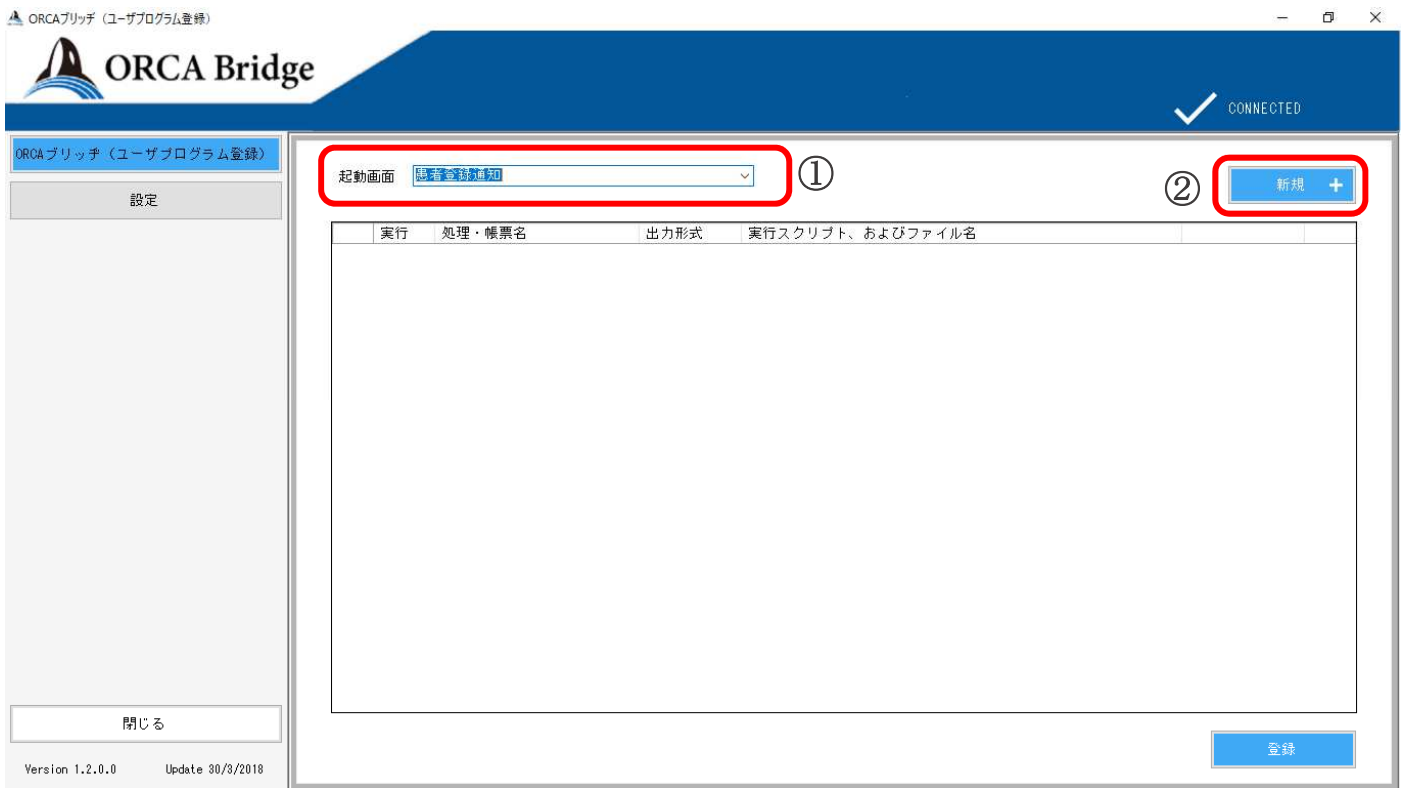 ORCAブリッヂ（ユーザプログラム登録）
ORCA Bridge
CONNECTED
ORCAブリッヂ（ユーザプログラム登録）
設定
起動画面 患者登録通知 ①
② 新規 +
実行 処理・帳票名 出力形式 実行スクリプト、およびファイル名
閉じる
登録
Version 1.2.0.0 Update 30/3/2018